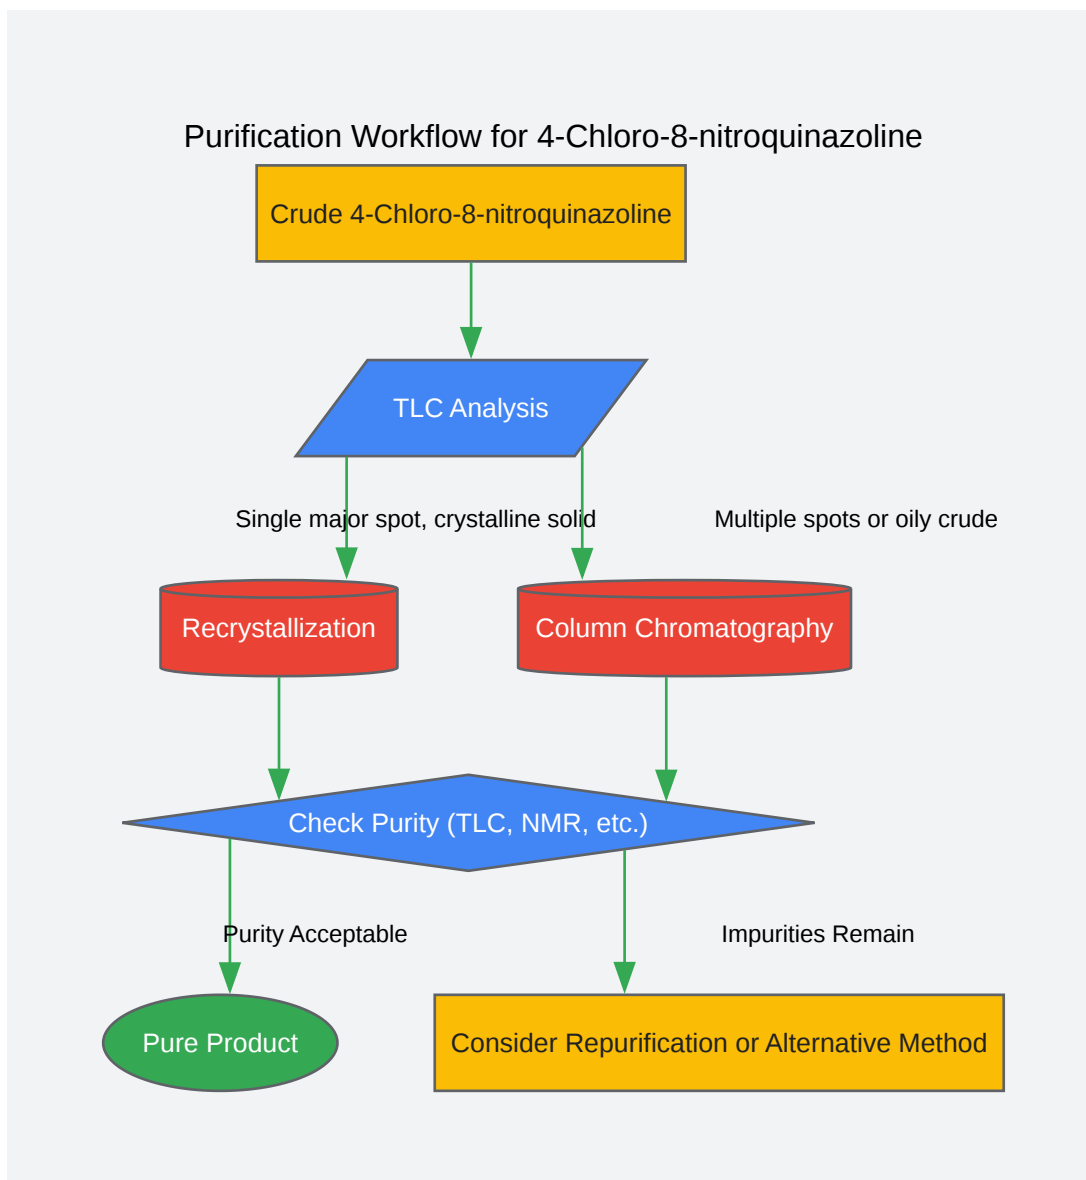 Purification Workflow for 4-Chloro-8-nitroquinazoline
Crude 4-Chloro-8-nitroquinazoline
TLC Analysis
Single major spot, crystalline solid
Multiple spots or oily crude
Recrystallization
Column Chromatography
Check Purity (TLC, NMR, etc.)
Purity Acceptable
Impurities Remain
Pure Product
Consider Repurification or Alternative Method